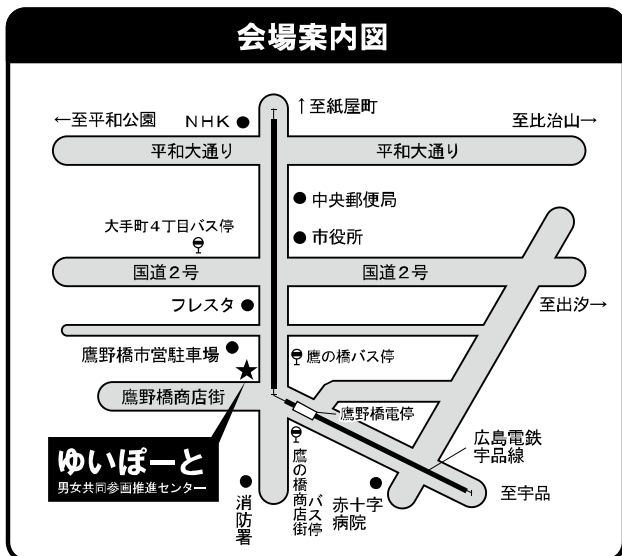 会場案内図
↑至紙屋町
←至平和公園
NHK
至比治山→
平和大通り
平和大通り
中央郵便局
大手町4丁目バス停
市役所
国道2号
国道2号
フレスタ
至出汐→
鷹野橋市営駐車場
鷹の橋バス停
鷹野橋商店街
鷹野橋電停
広島電鉄
宇品線
ゆいぽーと
男女共同参画推進センター
鷹の橋商店街
バス停
消防署
赤十字
病院
至宇品